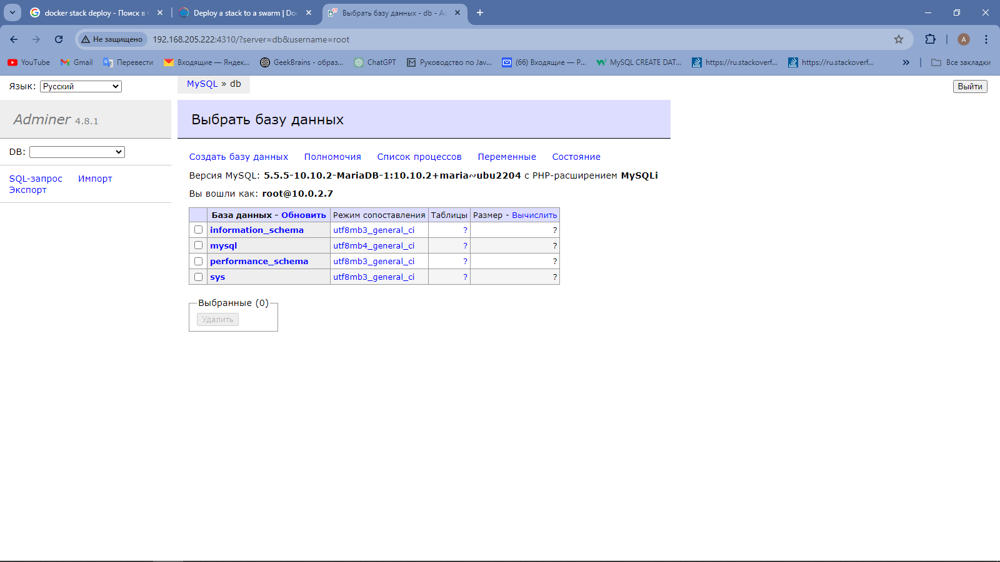 docker stack deploy - Поиск в
Deploy a stack to a swarm | Doc
Выбрать базу данных - db - Ad
Не защищено
192.168.205.222:4310/?server=db&username=root
A
YouTube
Gmail
Перевести
Входящие — Яндек...
GeekBrains - образ...
ChatGPT
Руководство по Jav...
(66) Входящие — Р...
MySQL CREATE DAT...
https://ru.stackoverf...
https://ru.stackoverf...
Все закладки
Язык: Русский
MySQL » db
Выйти
Adminer 4.8.1
Выбрать базу данных
DB:
SQL-запрос Импорт
Экспорт
Создать базу данных Полномочия Список процессов Переменные Состояние
Версия MySQL: 5.5.5-10.10.2-MariaDB-1:10.10.2+maria~ubu2204 с PHP-расширением MySQLi
Вы вошли как: root@10.0.2.7
База данных - Обновить Режим сопоставления Таблицы Размер - Вычислить
information_schema utf8mb3_general_ci ? ?
mysql utf8mb4_general_ci ? ?
performance_schema utf8mb3_general_ci ? ?
sys utf8mb3_general_ci ? ?
Выбранные (0)
Удалить